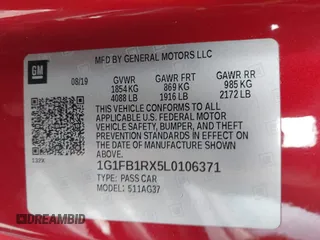 MFD BY GENERAL MOTORS LLC
GM
08/19 GVWR GAWR FRT GAWR RR
1854 KG 869 KG 985 KG
4088 LB 1916 LB 2172 LB
THIS VEHICLE CONFORMS TO ALL
APPLICABLE U.S. FEDERAL MOTOR
VEHICLE SAFETY, BUMPER, AND THEFT
PREVENTION STANDARDS IN EFFECT ON THE
DATE OF MANUFACTURE SHOWN ABOVE.
1G1FB1RX5L0106371
TYPE: PASS CAR
MODEL: 511AG37
DREAMBID